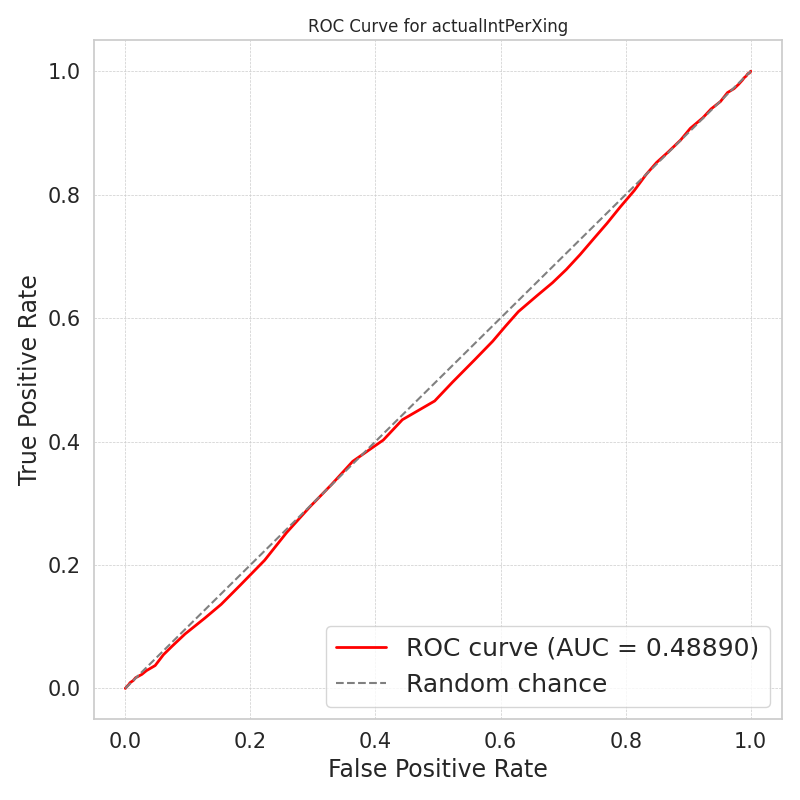 ROC Curve for actualIntPerXing
1.0
0.8
0.6
0.4
0.2
0.0
True Positive Rate
ROC curve (AUC = 0.48890)
Random chance
0.0 0.2 0.4 0.6 0.8 1.0
False Positive Rate